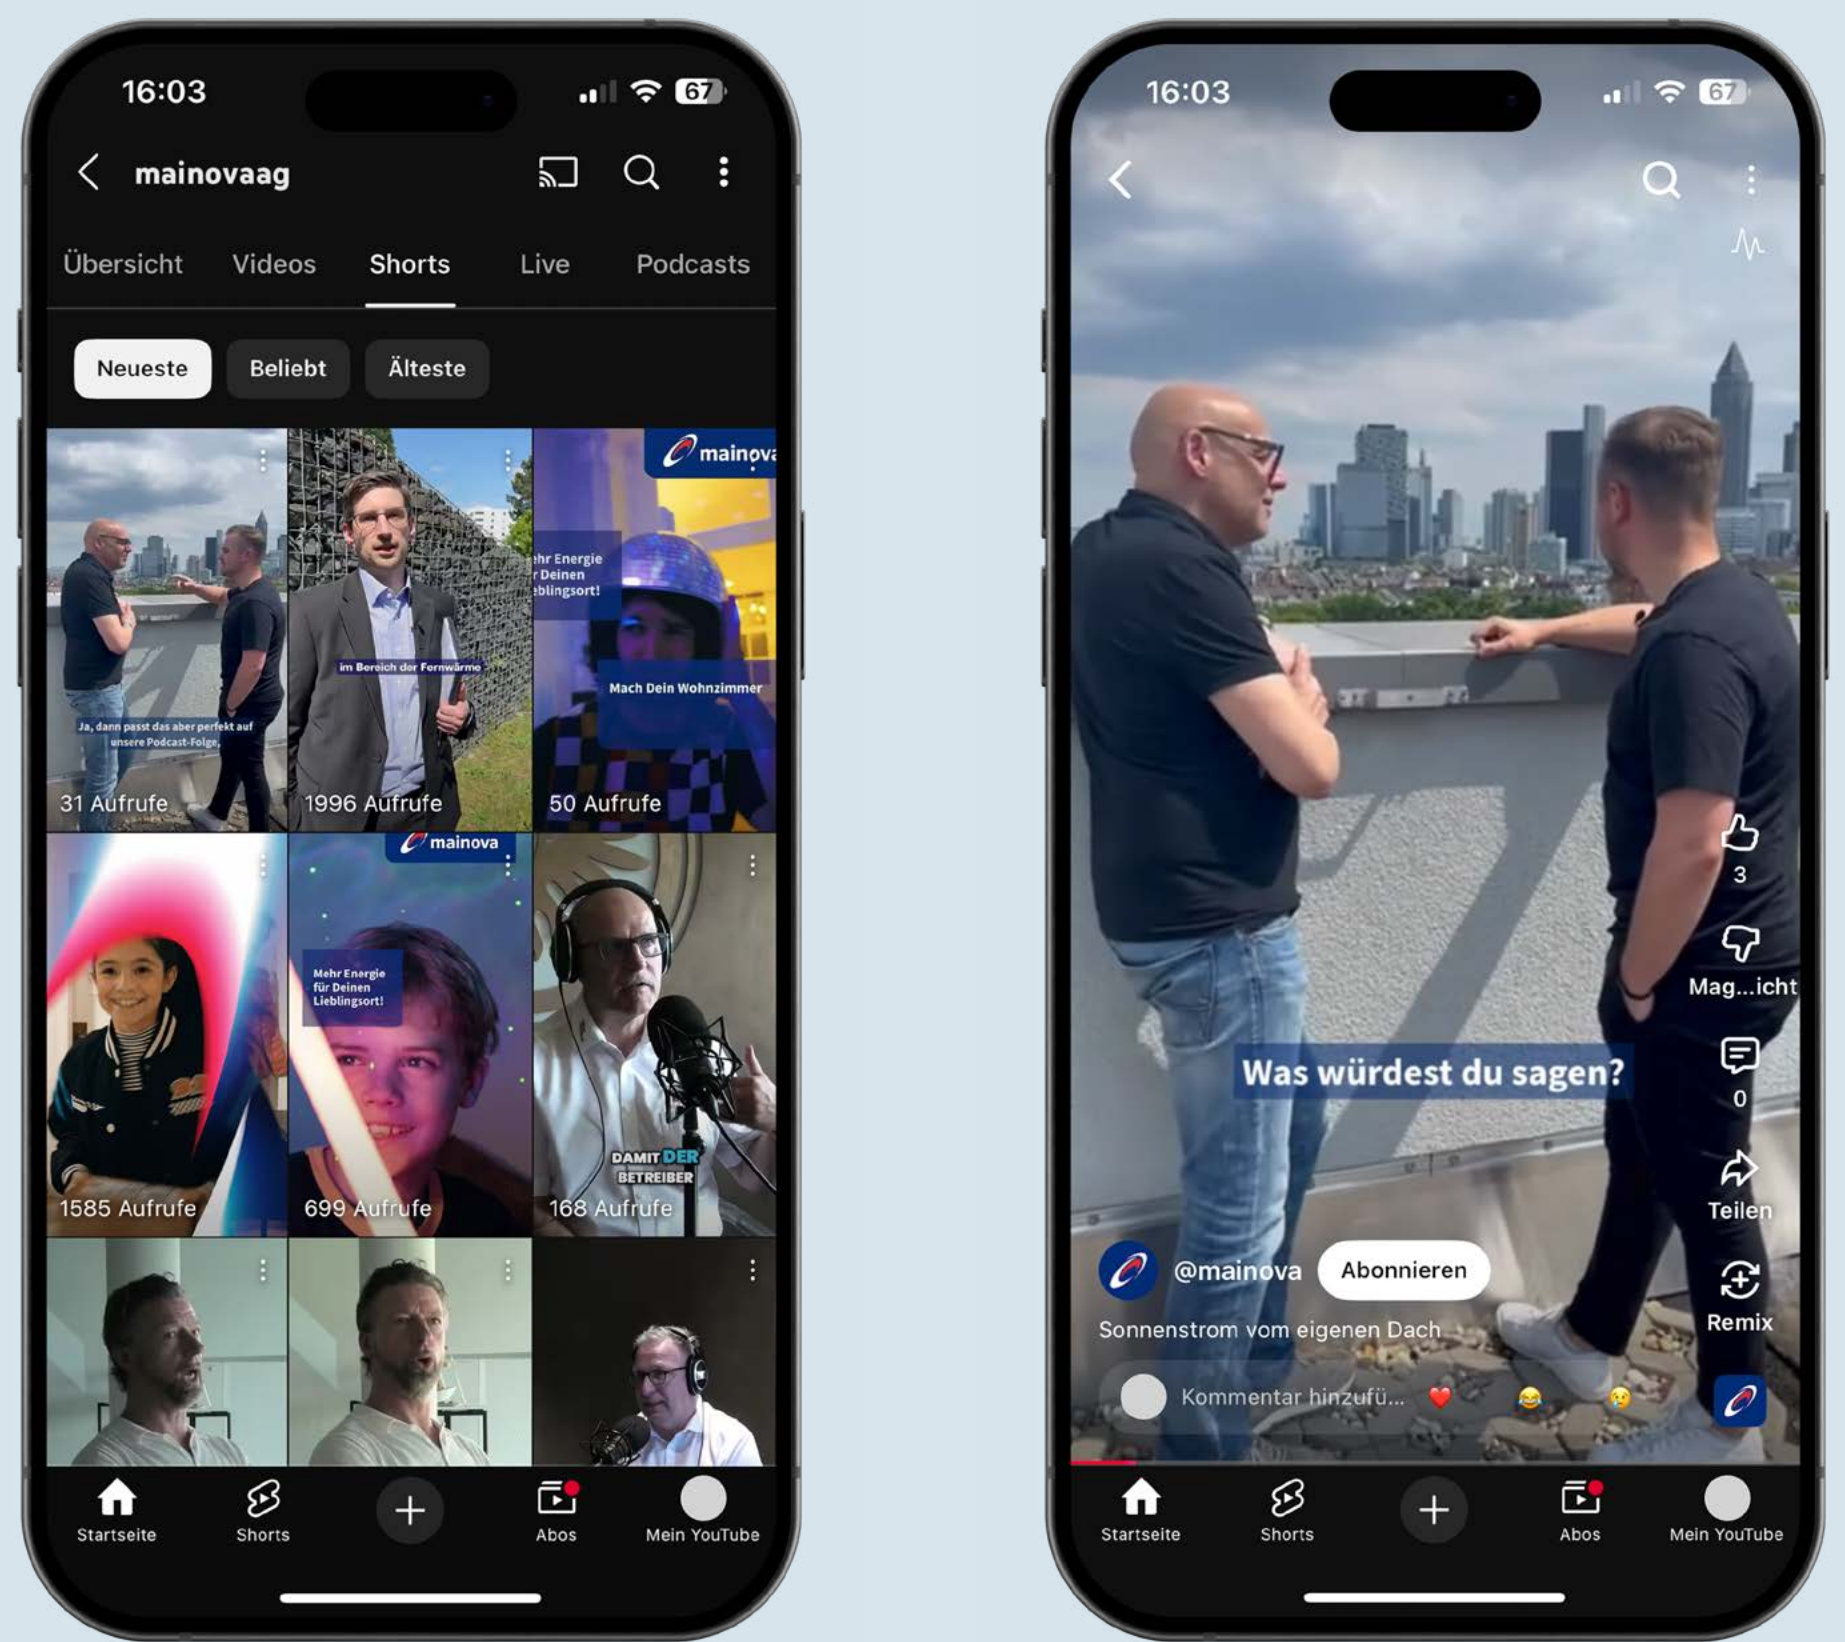 16:03
67
mainovaag
Übersicht Videos Shorts Live Podcasts
Neueste Beliebt Älteste
Ja, dann passt das aber perfekt auf
unsere Podcast-Folge,
31 Aufrufe
im Bereich der Fernwärme
1996 Aufrufe
mainova
ehr Energie
r Deinen
eblingsort!
Mach Dein Wohnzimmer
50 Aufrufe
1585 Aufrufe
mainova
Mehr Energie
für Deinen
Lieblingsort!
699 Aufrufe
DAMIT DER
BETREIBER
168 Aufrufe
Startseite Shorts Abos Mein YouTube
16:03
67
3
Mag...icht
Was würdest du sagen?
0
Teilen
@mainova Abonnieren
Remix
Sonnenstrom vom eigenen Dach
Kommentar hinzufü...
Startseite Shorts Abos Mein YouTube